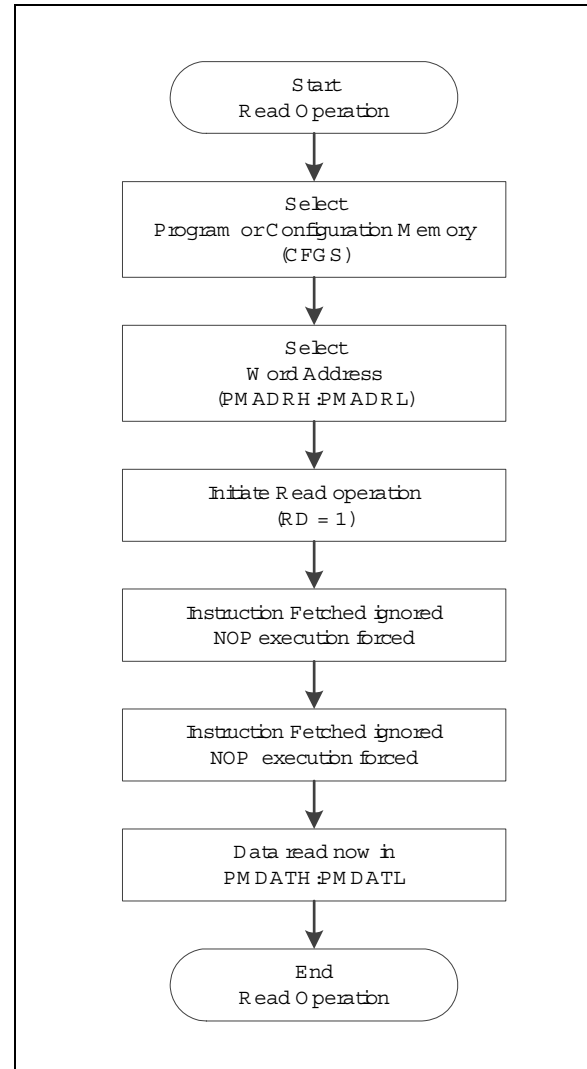 Start
Read Operation
Select
Program or Configuration Memory
(CFGS)
Select
Word Address
(PMADRH:PMADRL)
Initiate Read operation
(RD = 1)
Instruction Fetched ignored
NOP execution forced
Instruction Fetched ignored
NOP execution forced
Data read now in
PMDATH:PMDATL
End
Read Operation